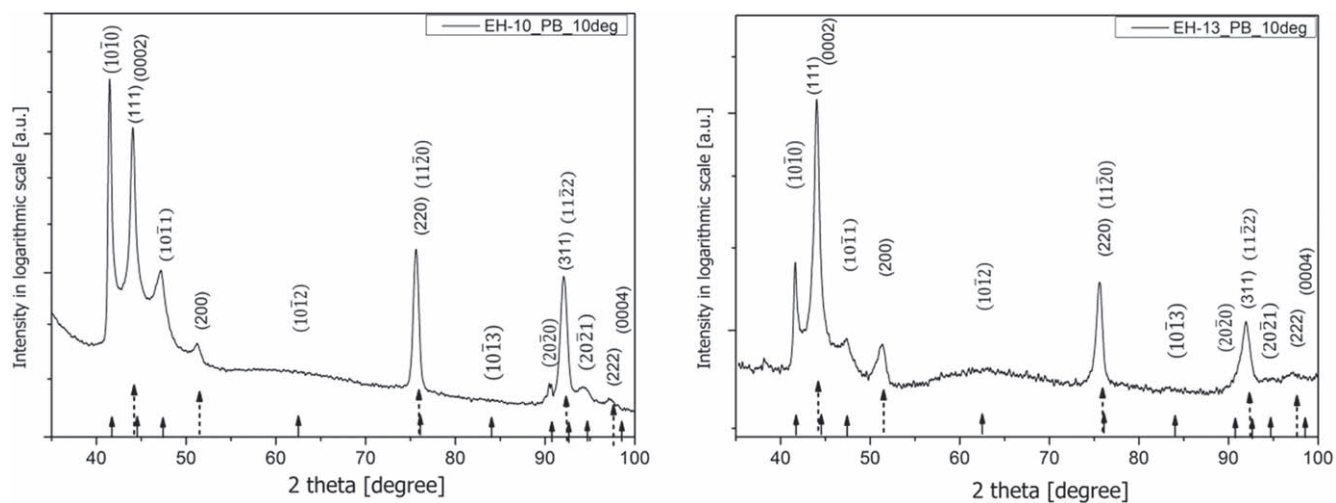 EH-10_PB_10deg
Intensity in logarithmic scale [a.u.]
(101̄0)
(111) (0002)
(101̄1)
(200)
(101̄2)
(220) (112̄0)
(101̄3)
(202̄0)
(311) (112̄2)
(202̄1)
(222) (0004)
40 50 60 70 80 90 100
2 theta [degree]
EH-13_PB_10deg
Intensity in logarithmic scale [a.u.]
(101̄0)
(111) (0002)
(101̄1)
(200)
(101̄2)
(220) (112̄0)
(101̄3)
(202̄0)
(311) (112̄2)
(202̄1)
(222) (0004)
40 50 60 70 80 90 100
2 theta [degree]